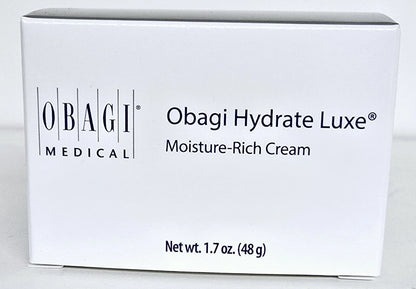 OBAGI®
MEDICAL
Obagi Hydrate Luxe®
Moisture-Rich Cream
Net wt. 1.7 oz. (48 g)